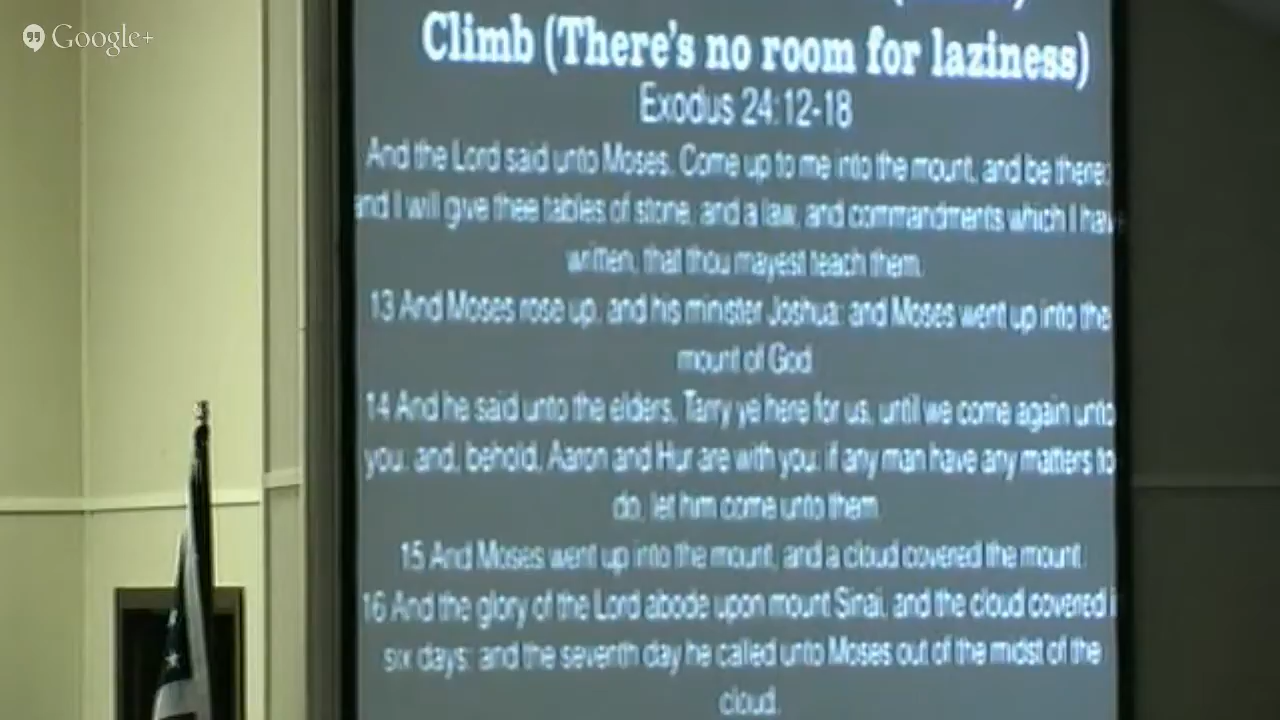 Google+
Climb (There's no room for laziness)
Exodus 24:12-18
And the Lord said unto Moses, Come up to me into the mount, and be there:
and I will give thee tables of stone, and a law, and commandments which I hav
written, that thou mayest teach them.
13 And Moses rose up, and his minister Joshua: and Moses went up into the
mount of God
14 And he said unto the elders, Tarry ye here for us, until we come again unto
you: and, behold, Aaron and Hur are with you: if any man have any matters to
do, let him come unto them
15 And Moses went up into the mount, and a cloud covered the mount.
16 And the glory of the Lord abode upon mount Sinai, and the cloud covered i
six days: and the seventh day he called unto Moses out of the midst of the
cloud.